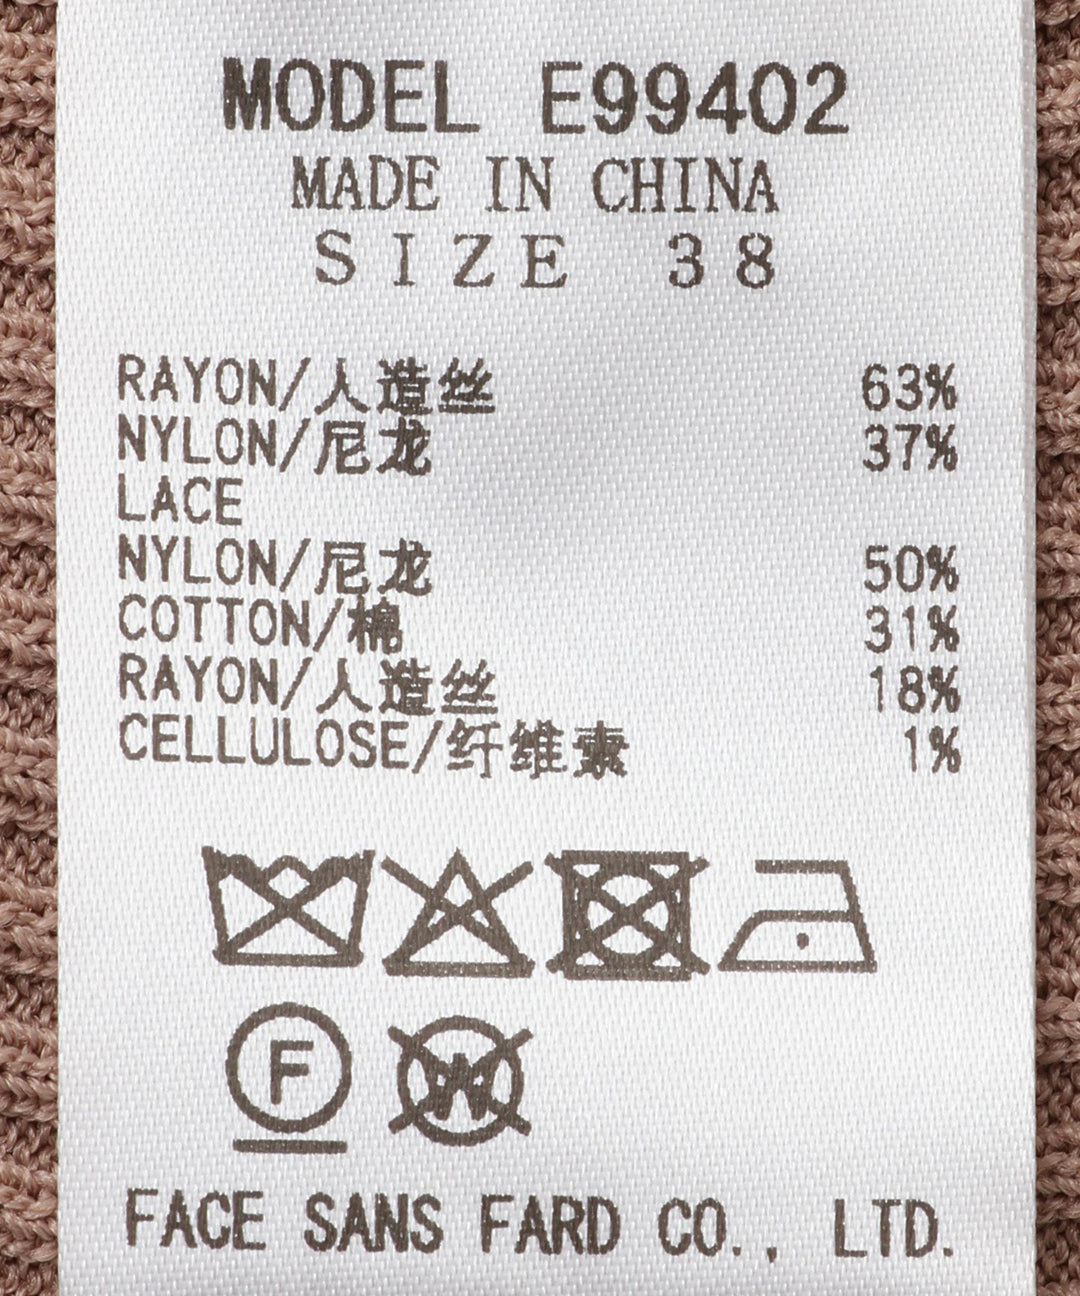 MODEL E99402
MADE IN CHINA
SIZE 38
RAYON/人造丝 63%
NYLON/尼龙 37%
LACE
NYLON/尼龙 50%
COTTON/棉 31%
RAYON/人造丝 18%
CELLULOSE/纤维素 1%
F W
FACE SANS FARD CO., LTD.